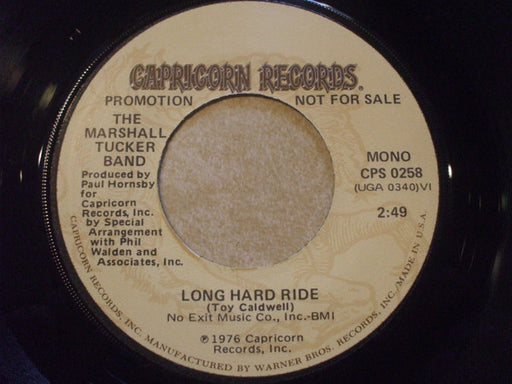 CAPRICORN RECORDS.
PROMOTION NOT FOR SALE
THE
MARSHALL
TUCKER
BAND
Produced by
Paul Hornsby
for
Capricorn
Records, Inc.
by Special
Arrangement
with Phil
Walden and
Associates, Inc.
MONO
CPS 0258
(UGA 0340)VI
2:49
LONG HARD RIDE
(Toy Caldwell)
No Exit Music Co., Inc.-BMI
℗ 1976 Capricorn
Records, Inc.
CAPRICORN RECORDS, INC. MANUFACTURED BY WARNER BROS. RECORDS, INC./MADE IN U.S.A.